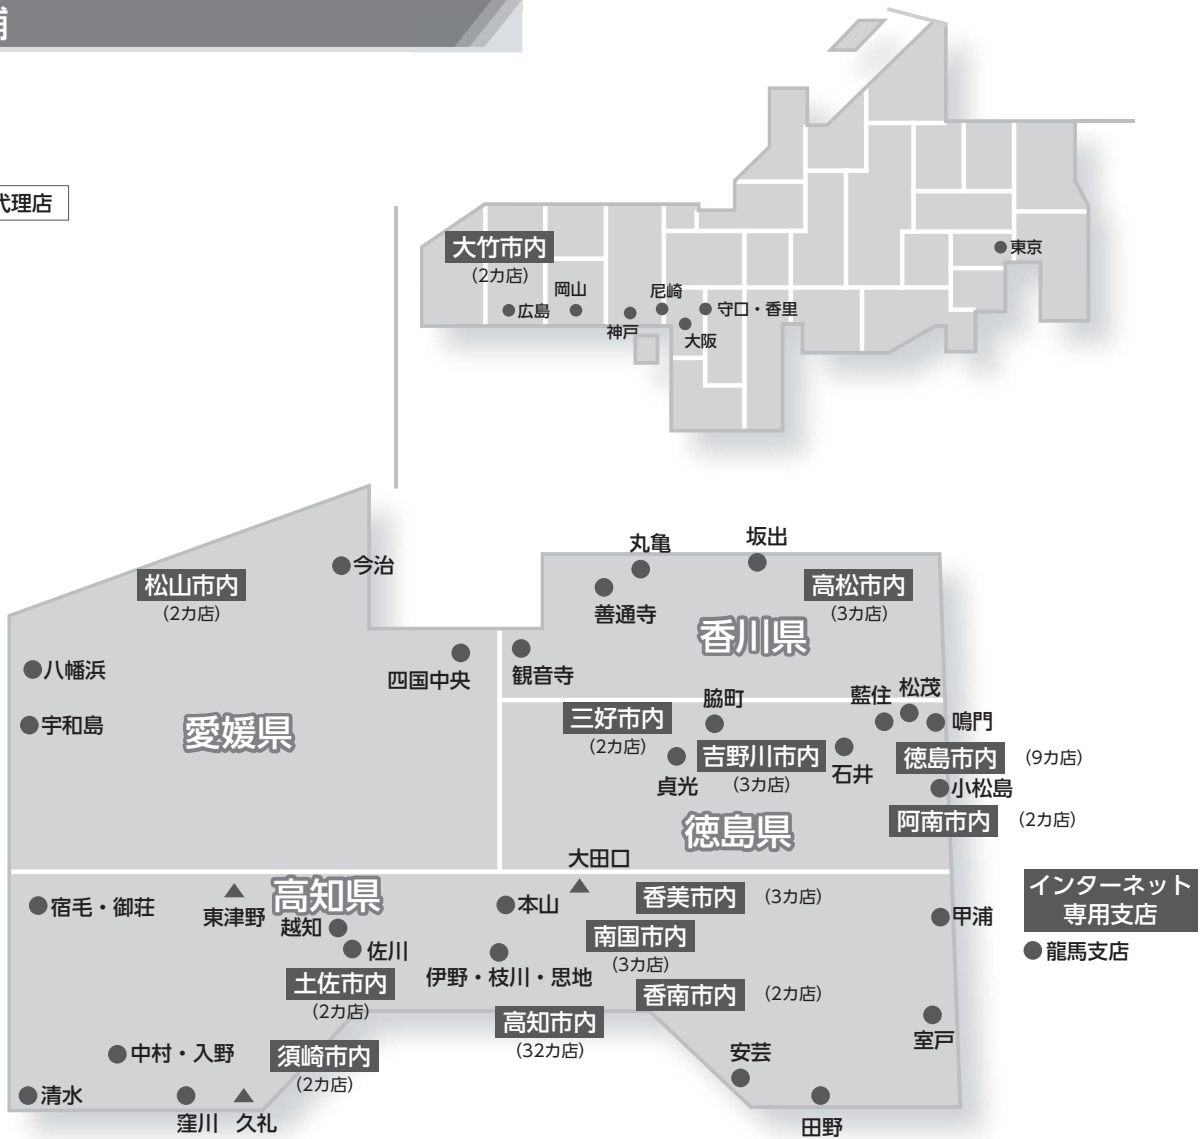 舗
代理店
大竹市内
(2カ店)
広島
岡山
神戸
尼崎
大阪
守口・香里
東京
松山市内
(2カ店)
今治
八幡浜
宇和島
四国中央
愛媛県
丸亀
坂出
善通寺
高松市内
(3カ店)
香川県
観音寺
三好市内
(2カ店)
脇町
藍住
松茂
鳴門
貞光
吉野川市内
(3カ店)
石井
徳島市内
(9カ店)
小松島
阿南市内
(2カ店)
徳島県
大田口
宿毛・御荘
東津野
高知県
越知
佐川
本山
香美市内
(3カ店)
甲浦
南国市内
(3カ店)
伊野・枝川・思地
土佐市内
(2カ店)
香南市内
(2カ店)
高知市内
(32カ店)
室戸
中村・入野
須崎市内
(2カ店)
安芸
清水
窪川
久礼
田野
インターネット
専用支店
龍馬支店